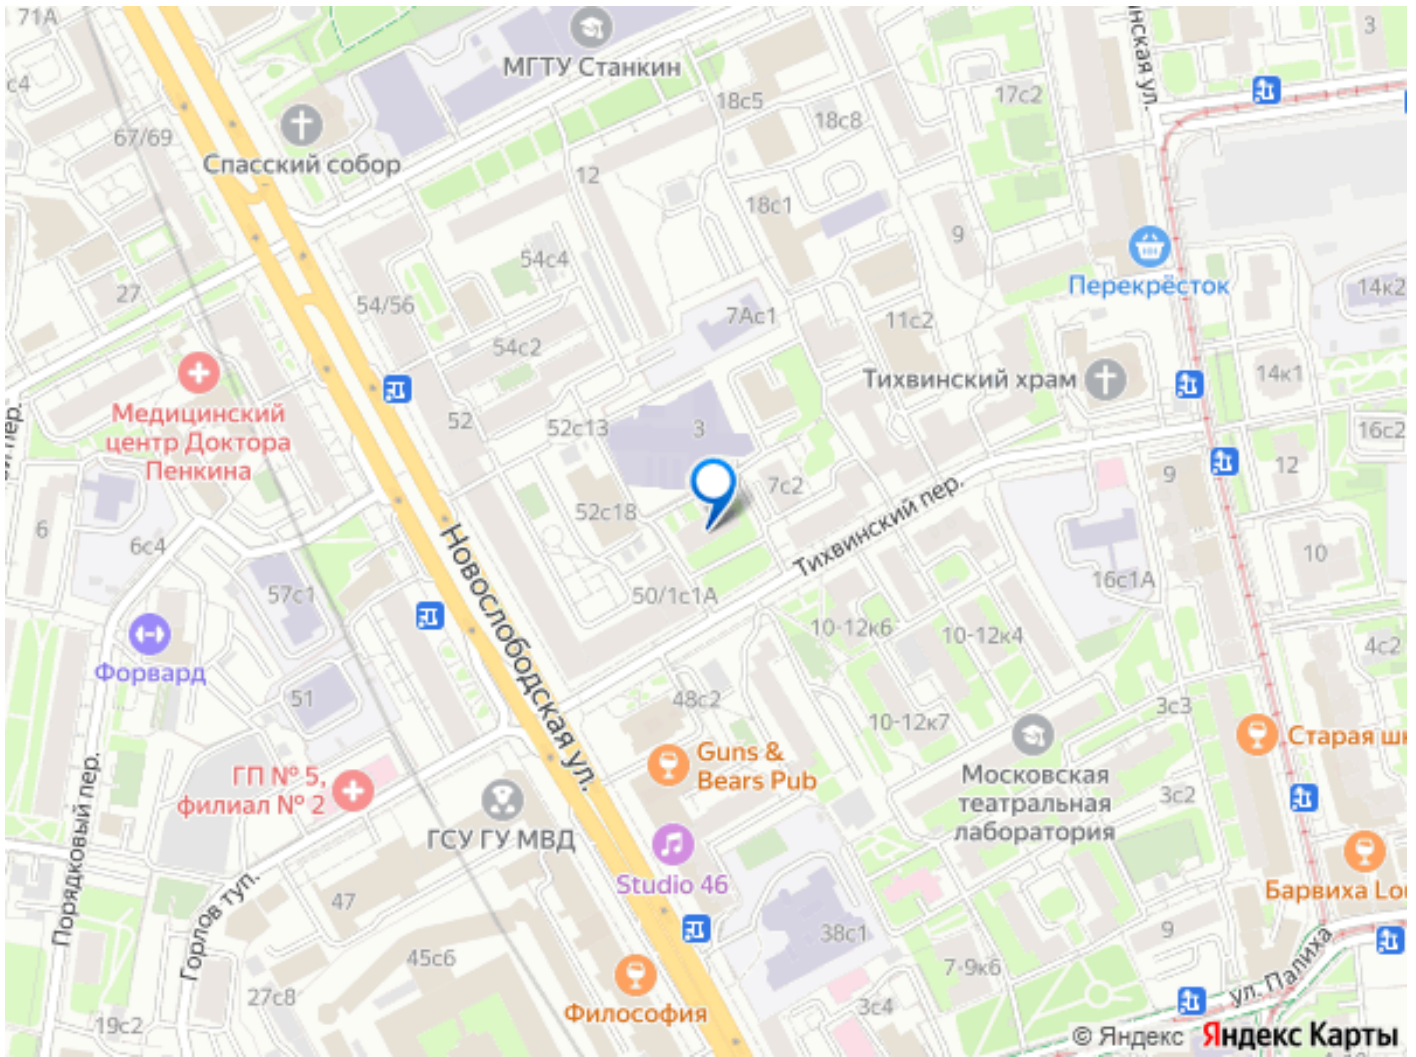 71А
с4
МГТУ Станкин
3
нская ул.
67/69
Спасский собор
18с5
18с8
17с2
12
18с1
9
54с4
27
54/56
7Ас1
11с2
Перекрёсток
14к2
54с2
Тихвинский храм
14к1
Медицинский
центр Доктора
Пенкина
пер.
52
52с13
3
16с2
7с2
9
12
6
6с4
52с18
Новослободская ул.
Тихвинский пер.
10
57с1
50/1с1А
16с1А
10-12к6
10-12к4
4с2
Форвард
51
48с2
10-12к7
3с3
Старая шк
Guns &
Bears Pub
ГП № 5,
филиал № 2
Московская
театральная
лаборатория
3с2
Порядковый пер.
ГСУ ГУ МВД
Studio 46
Барвиха Lou
Горлов туп.
47
38с1
9
45с6
7-9к6
ул. Палиха
27с8
Философия
3с4
19с2
© Яндекс Яндекс Карты